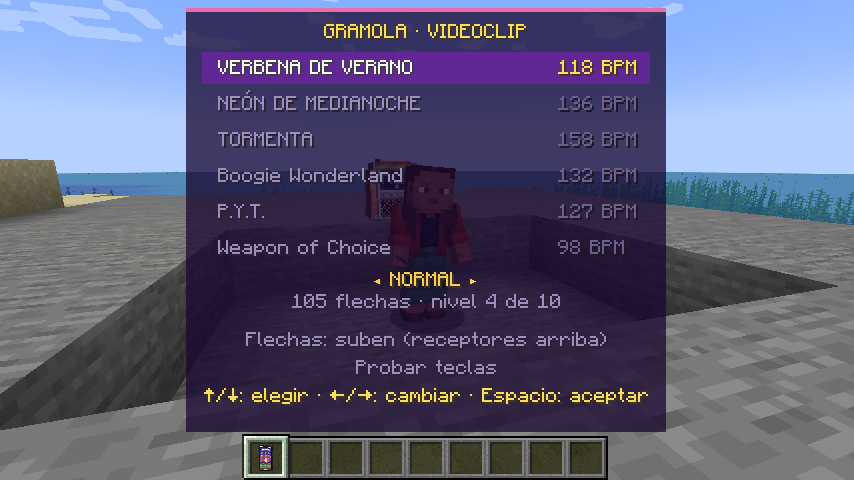 GRAMOLA · VIDEOCLIP
VERBENA DE VERANO 118 BPM
NEÓN DE MEDIANOCHE 136 BPM
TORMENTA 158 BPM
Boogie Wonderland 132 BPM
P.Y.T. 127 BPM
Weapon of Choice 98 BPM
◂ NORMAL ▸
105 flechas · nivel 4 de 10
Flechas: suben (receptores arriba)
Probar teclas
↑/↓: elegir · ←/→: cambiar · Espacio: aceptar